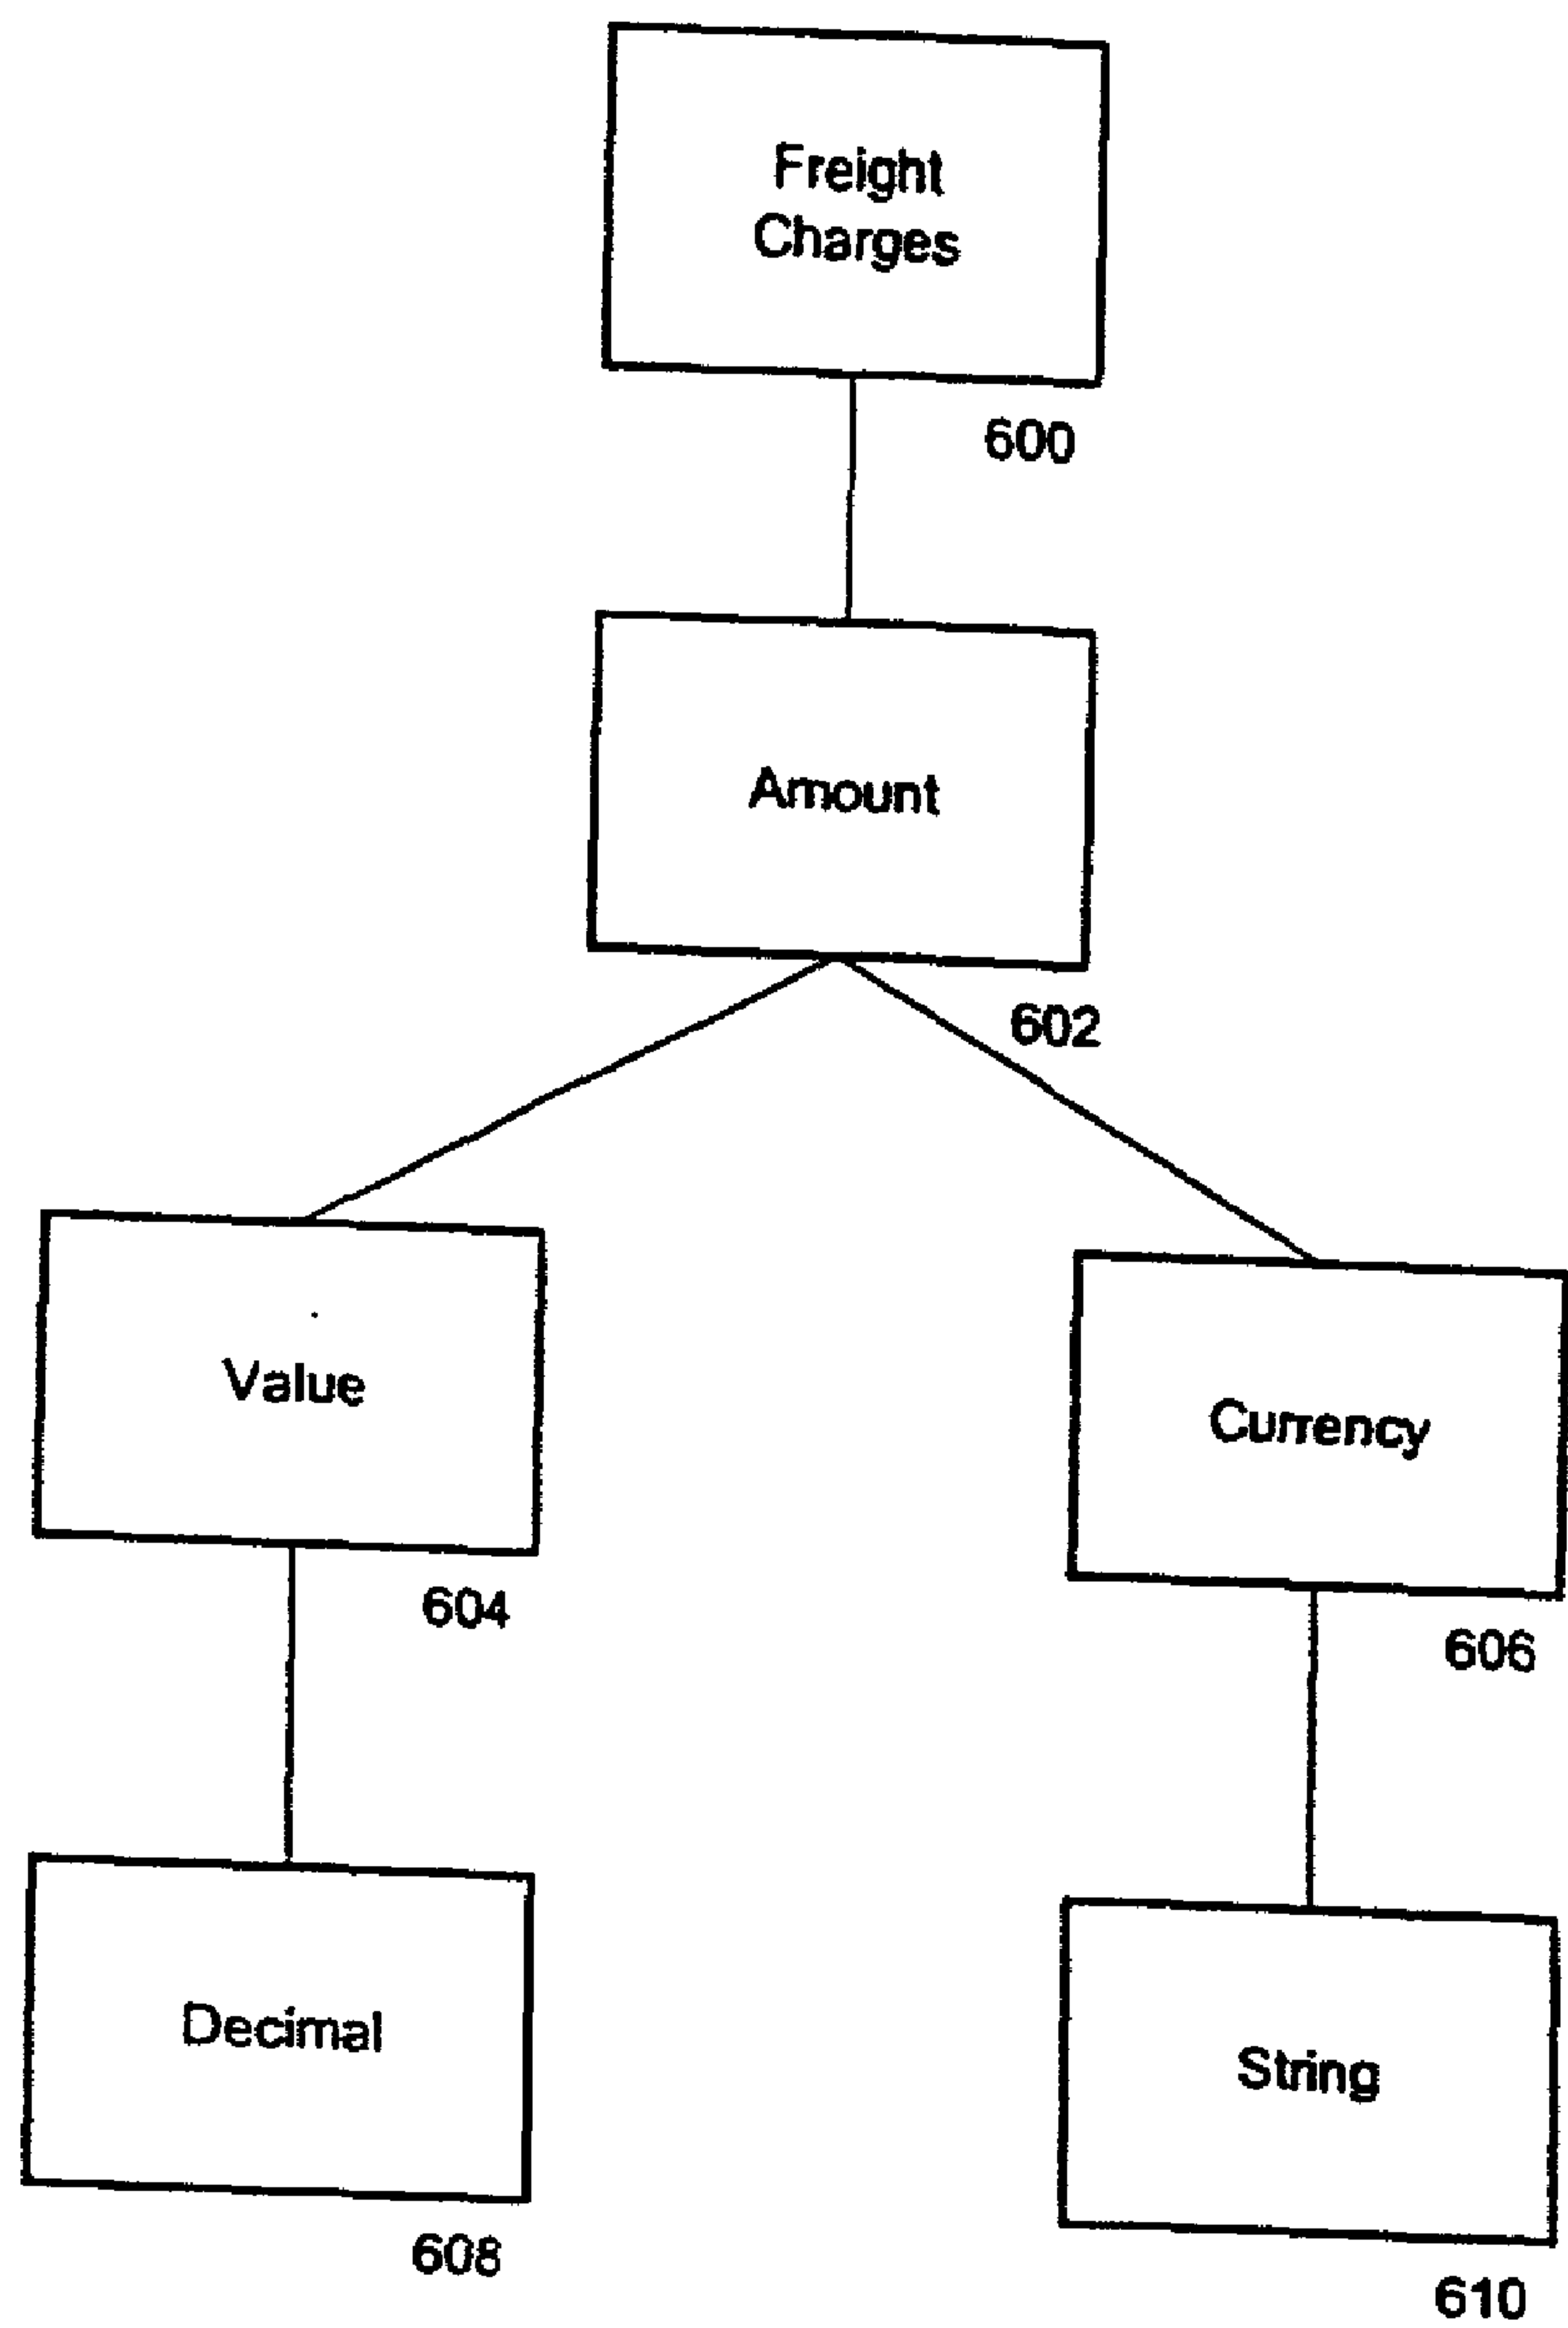 Freight
Charges
600
Amount
602
Value
604
Currency
606
Decimal
608
String
610